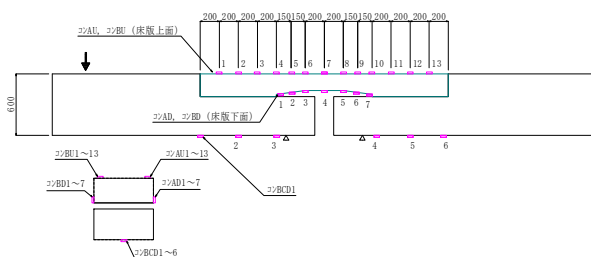 200 200 200 200 150 150 200 200 150 150 200 200 200
コンAU, コンBU (床版上面)
1 2 3 4 5 6 7 8 9 10 11 12 13
600
コンAD, コンBD (床版下面)
1 2 3 4 5 6 7
2 3 4 5 6
コンBCD1
コンBU1~13
コンAU1~13
コンBD1~7
コンAD1~7
コンBCD1~6